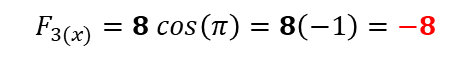 F₃₍ₓ₎ = 8 cos(π) = 8(−1) = −8